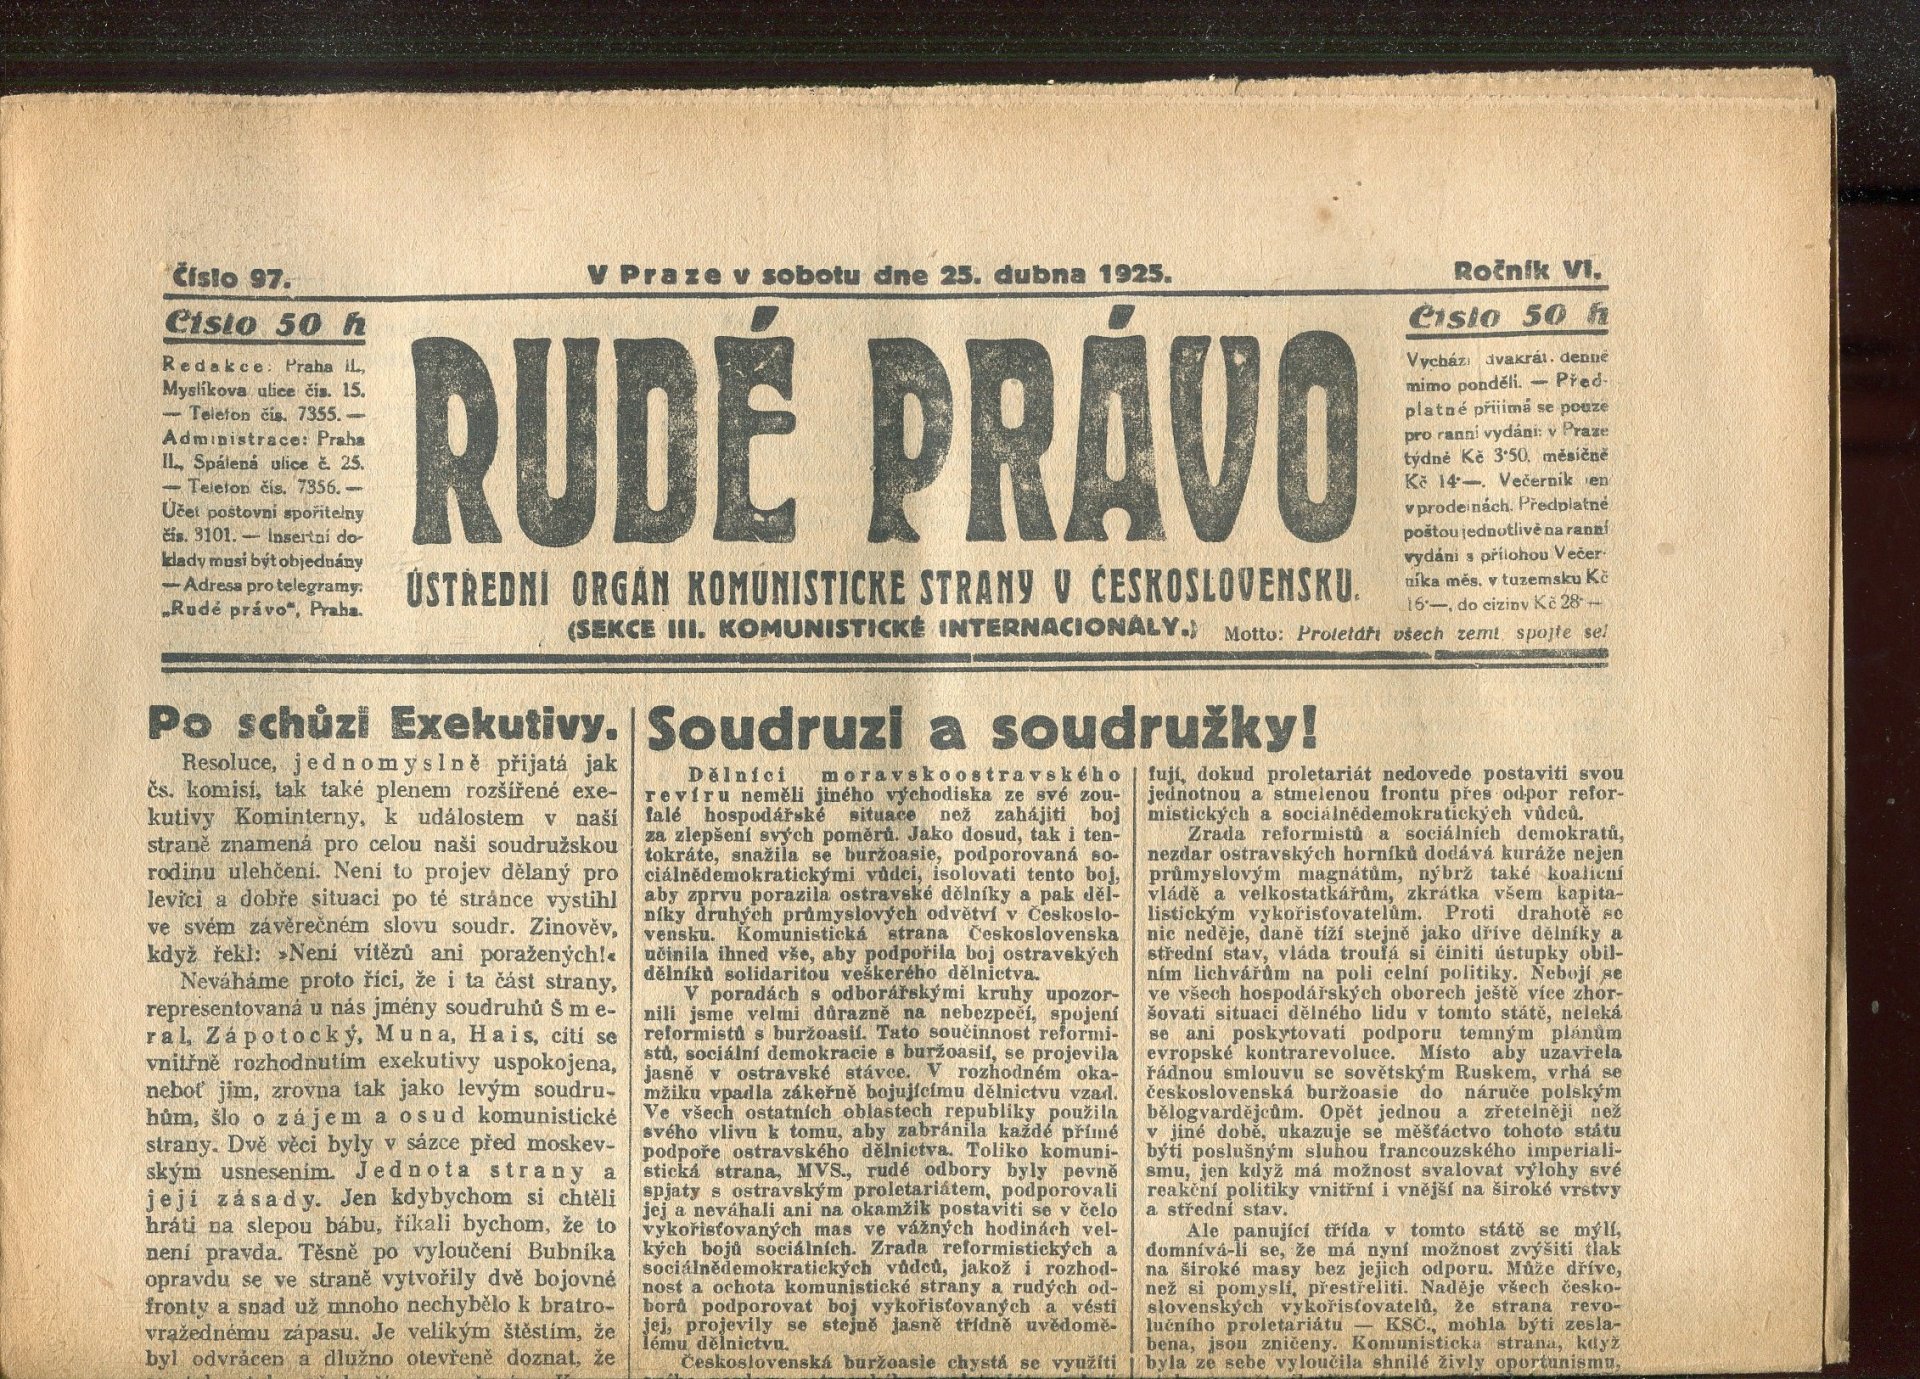 Číslo 97.
V Praze v sobotu dne 25. dubna 1925.
Ročník VI.
Číslo 50 h
Redakce: Praha II.,
Myslíkova ulice čís. 15.
— Telefon čís. 7355. —
Administrace: Praha
II., Spálená ulice č. 25.
— Telefon čís. 7356. —
Účet poštovní spořitelny
čís. 3101. — Insertní do-
klady musí být objednány
— Adresa pro telegramy:
„Rudé právo", Praha.
RUDÉ PRÁVO
ÚSTŘEDNÍ ORGÁN KOMUNISTICKÉ STRANY V ČESKOSLOVENSKU.
(SEKCE III. KOMUNISTICKÉ INTERNACIONÁLY.)
Motto: Proletáři všech zemí spojte se!
Číslo 50 h
Vychází dvakrát denně
mimo pondělí. — Před-
platné přijímá se pouze
pro ranní vydání: v Praze
týdně Kč 3·50, měsíčně
Kč 14·—. Večerník jen
v prodejnách. Předplatné
poštou jednotlivě na ranní
vydání s přílohou Večer-
níka měs. v tuzemsku Kč
16·—, do ciziny Kč 28·—
Po schůzi Exekutivy.
Resoluce, jednomyslně přijatá jak
čs. komisí, tak také plenem rozšířené exe-
kutivy Kominterny, k událostem v naší
straně znamená pro celou naši soudružskou
rodinu ulehčení. Není to projev dělaný pro
levici a dobře situaci po té stránce vystihl
ve svém závěrečném slovu soudr. Zinověv,
když řekl: »Není vítězů ani poražených!«
Neváháme proto říci, že i ta část strany,
representovaná u nás jmény soudruhů Šme-
ral, Zápotocký, Muna, Hais, cítí se
vnitřně rozhodnutím exekutivy uspokojena,
neboť jim, zrovna tak jako levým soudru-
hům, šlo o zájem a osud komunistické
strany. Dvě věci byly v sázce před moskev-
ským usnesením. Jednota strany a
její zásady. Jen kdybychom si chtěli
hráti na slepou bábu, říkali bychom, že to
není pravda. Těsně po vyloučení Bubníka
opravdu se ve straně vytvořily dvě bojovné
fronty a snad už mnoho nechybělo k bratro-
vražednému zápasu. Je velikým štěstím, že
byl odvrácen a dlužno otevřeně doznat, že
Soudruzi a soudružky!
Dělníci moravskoostravského
revíru neměli jiného východiska ze své zou-
falé hospodářské situace než zahájiti boj
za zlepšení svých poměrů. Jako dosud, tak i ten-
tokráte, snažila se buržoasie, podporovaná so-
ciálnědemokratickými vůdci, isolovati tento boj,
aby zprvu porazila ostravské dělníky a pak děl-
níky druhých průmyslových odvětví v Českoslo-
vensku. Komunistická strana Československa
učinila ihned vše, aby podpořila boj ostravských
dělníků solidaritou veškerého dělnictva.
V poradách s odborářskými kruhy upozor-
nili jsme velmi důrazně na nebezpečí, spojení
reformistů s buržoasií. Tato součinnost reformi-
stů, sociální demokracie s buržoasií, se projevila
jasně v ostravské stávce. V rozhodném oka-
mžiku vpadla zákeřně bojujícímu dělnictvu vzad.
Ve všech ostatních oblastech republiky použila
svého vlivu k tomu, aby zabránila každé přímé
podpoře ostravského dělnictva. Toliko komuni-
stická strana, MVS., rudé odbory byly pevně
spjaty s ostravským proletariátem, podporovali
jej a neváhali ani na okamžik postaviti se v čelo
vykořisťovaných mas ve vážných hodinách vel-
kých bojů sociálních. Zrada reformistických a
sociálnědemokratických vůdců, jakož i rozhod-
nost a ochota komunistické strany a rudých od-
borů podporovat boj vykořisťovaných a vésti
jej, projevily se stejně jasně třídně uvědomě-
lému dělnictvu.
Československá buržoasie chystá se využíti
fují, dokud proletariát nedovede postaviti svou
jednotnou a stmelenou frontu přes odpor refor-
mistických a sociálnědemokratických vůdců.
Zrada reformistů a sociálních demokratů,
nezdar ostravských horníků dodává kuráže nejen
průmyslovým magnátům, nýbrž také koaliční
vládě a velkostatkářům, zkrátka všem kapita-
listickým vykořisťovatelům. Proti drahotě se
nic neděje, daně tíží stejně jako dříve dělníky a
střední stav, vláda troufá si činiti ústupky obil-
ním lichvářům na poli celní politiky. Nebojí se
ve všech hospodářských oborech ještě více zhor-
šovati situaci dělného lidu v tomto státě, neleká
se ani poskytovati podporu temným plánům
evropské kontrarevoluce. Místo aby uzavřela
řádnou smlouvu se sovětským Ruskem, vrhá se
československá buržoasie do náruče polským
bělogvardějcům. Opět jednou a zřetelněji než
v jiné době, ukazuje se měšťáctvo tohoto státu
býti poslušným sluhou francouzského imperiali-
smu, jen když má možnost svalovat výlohy své
reakční politiky vnitřní i vnější na široké vrstvy
a střední stav.
Ale panující třída v tomto státě se mýlí,
domnívá-li se, že má nyní možnost zvýšiti tlak
na široké masy bez jejich odporu. Může dříve,
než si pomyslí, přestřeliti. Naděje všech česko-
slovenských vykořisťovatelů, že strana revo-
lučního proletariátu — KSČ., mohla býti zesla-
bena, jsou zničeny. Komunistická strana, když
byla ze sebe vyloučila shnilé živly oportunismu,